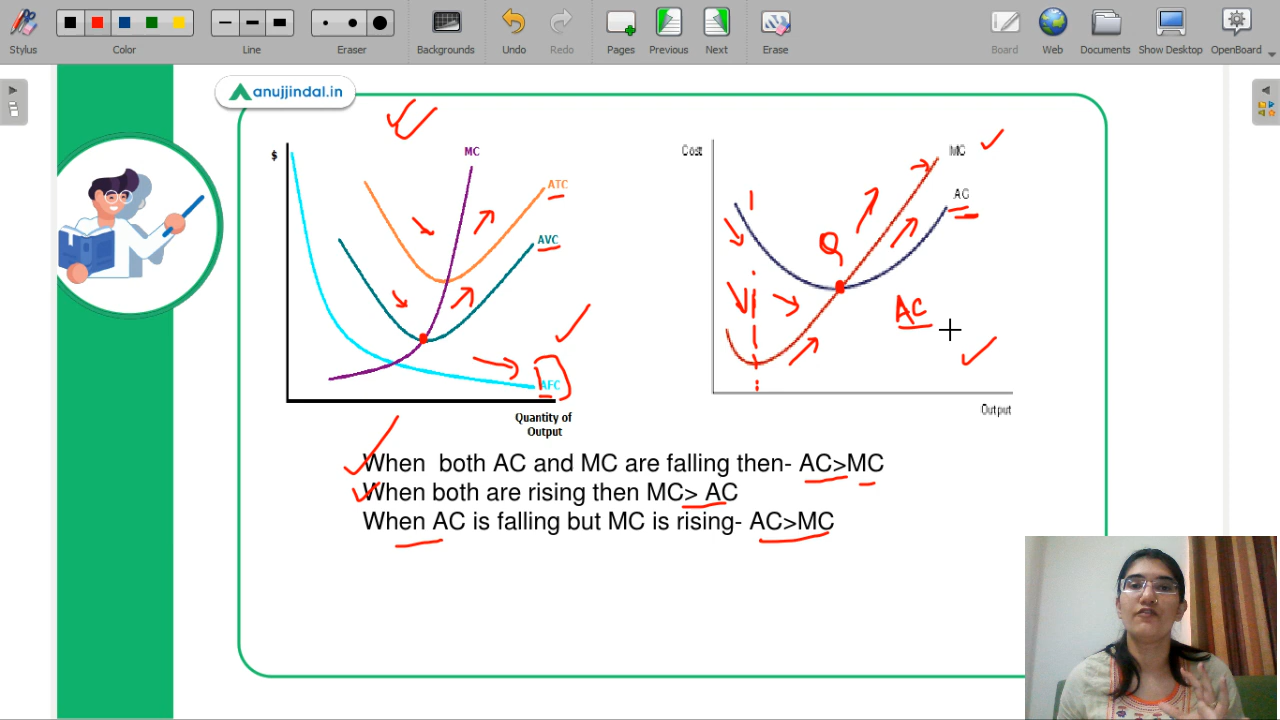 Stylus
Color
Line
Eraser
Backgrounds
Undo
Redo
Pages
Previous
Next
Erase
Board
Web
Documents
Show Desktop
OpenBoard
anujjindal.in
$
MC
ATC
AVC
AFC
Quantity of
Output
Cost
MC
AC
Q
AC
Output
When both AC and MC are falling then- AC>MC
When both are rising then MC> AC
When AC is falling but MC is rising- AC>MC